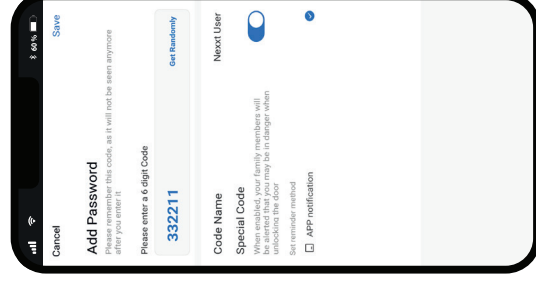 60%
Cancel Save
Add Password
Please remember this code, as it will not be seen anymore
after you enter it
Please enter a 6 digit Code
332211 Get Randomly
Code Name Nexxt User
Special Code
When enabled, your family members will
be alerted that you may be in danger when
unlocking the door
Set reminder method
APP notification